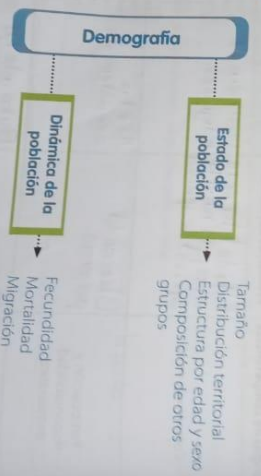 Demografía
Estado de la
población
Tamaño
Distribución territorial
Estructura por edad y sexo
Composición de otros
grupos
Dinámica de la
población
Fecundidad
Mortalidad
Migración